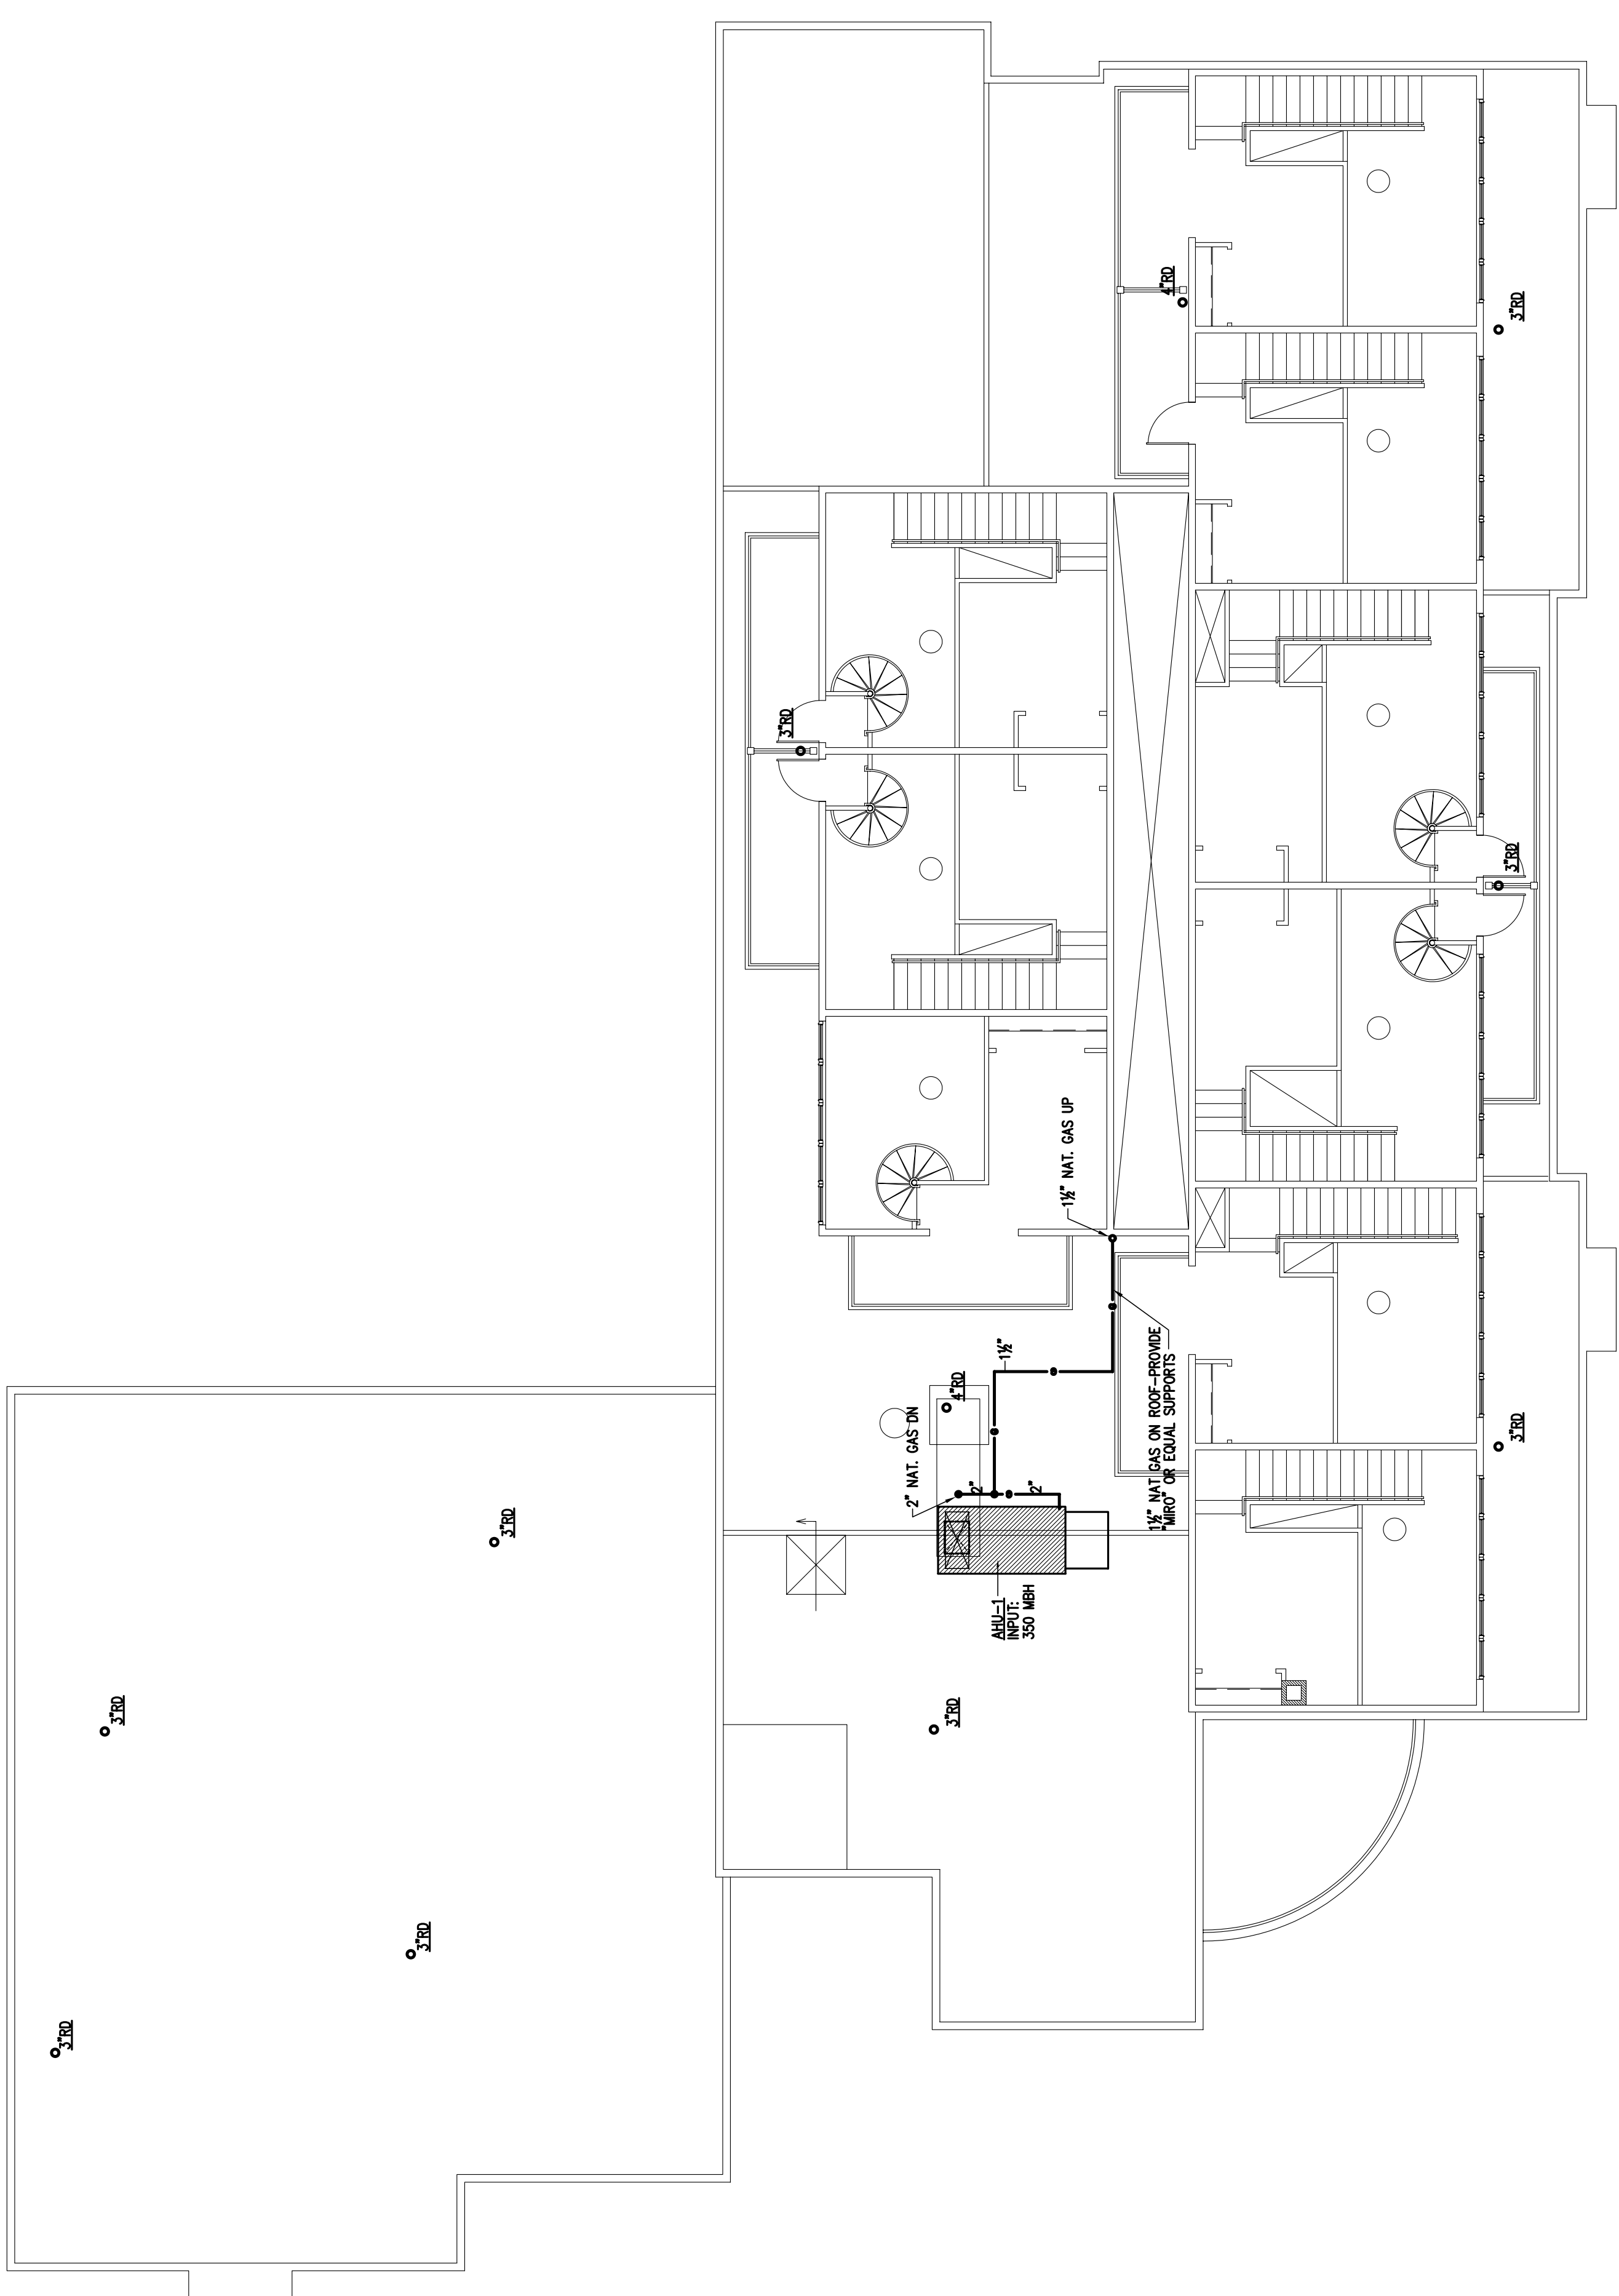 3"RD
3"RD
3"RD
3"RD
3"RD
2" NAT. GAS DN
3"RD
4"RD
2"
AHU-1
INPUT:
350 MBH
1½"
2"
1½" NAT. GAS UP
1½" NAT GAS ON ROOF-PROVIDE
"MIRO" OR EQUAL SUPPORTS
4"RD
3"RD
3"RD
3"RD